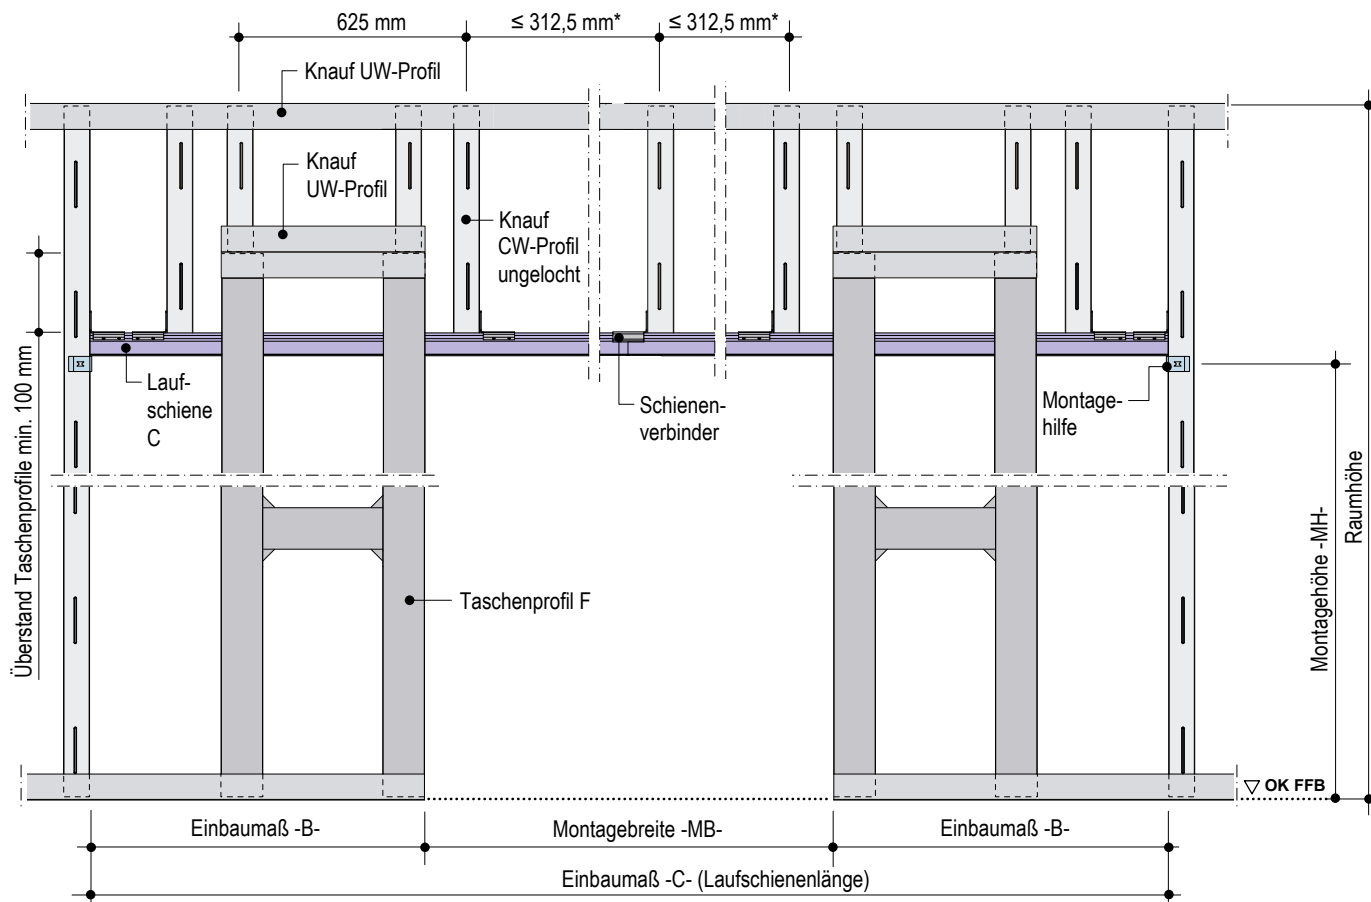 625 mm
≤ 312,5 mm*
≤ 312,5 mm*
Knauf UW-Profil
Knauf
UW-Profil
Knauf
CW-Profil
ungelocht
Überstand Taschenprofile min. 100 mm
Lauf-
schiene
C
Schienen-
verbinder
Montage-
hilfe
Taschenprofil F
Montagehöhe -MH-
Raumhöhe
OK FFB
Einbaumaß -B-
Montagebreite -MB-
Einbaumaß -B-
Einbaumaß -C- (Laufschienenlänge)